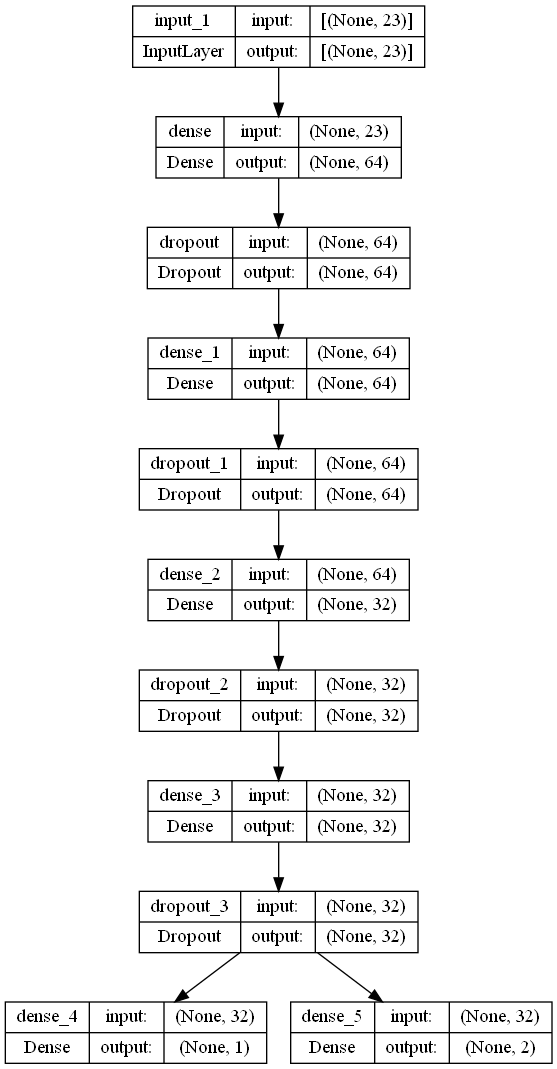 input_1 input: [(None, 23)]
InputLayer output: [(None, 23)]
dense input: (None, 23)
Dense output: (None, 64)
dropout input: (None, 64)
Dropout output: (None, 64)
dense_1 input: (None, 64)
Dense output: (None, 64)
dropout_1 input: (None, 64)
Dropout output: (None, 64)
dense_2 input: (None, 64)
Dense output: (None, 32)
dropout_2 input: (None, 32)
Dropout output: (None, 32)
dense_3 input: (None, 32)
Dense output: (None, 32)
dropout_3 input: (None, 32)
Dropout output: (None, 32)
dense_4 input: (None, 32)
Dense output: (None, 1)
dense_5 input: (None, 32)
Dense output: (None, 2)